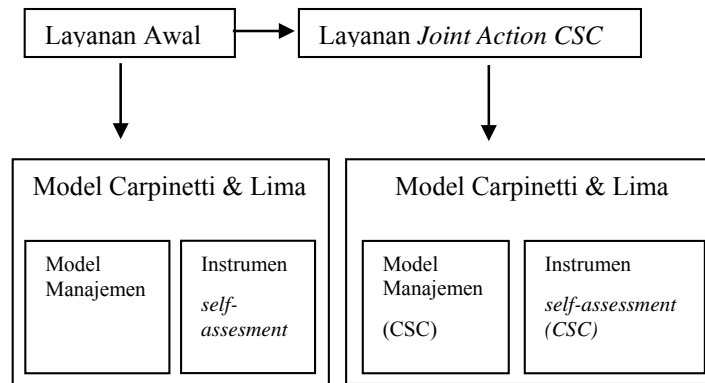 Layanan Awal
Layanan Joint Action CSC
Model Carpinetti & Lima
Model
Manajemen
Instrumen
self-
assesment
Model Carpinetti & Lima
Model
Manajemen
(CSC)
Instrumen
self-assessment
(CSC)